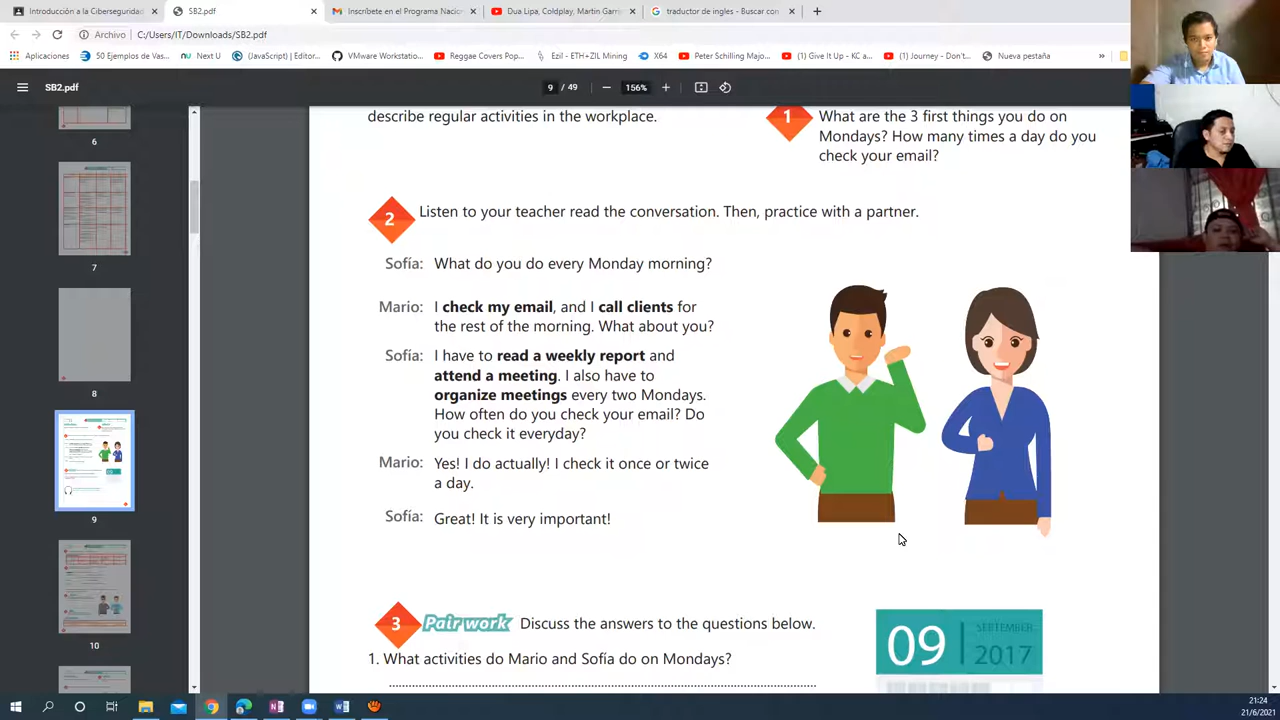 Introducción a la Ciberseguridad
SB2.pdf
Inscríbete en el Programa Nacion
Dua Lipa, Coldplay, Martin Garri
traductor de ingles - Buscar con
Archivo
C:/Users/IT/Downloads/SB2.pdf
Aplicaciones
50 Ejemplos de Vas...
Next U
(JavaScript) | Editor...
VMware Workstatio...
Reggae Covers Pop...
Ezil - ETH+ZIL Mining
X64
Peter Schilling Majo...
(1) Give It Up - KC a...
(1) Journey - Don't...
Nueva pestaña
»
SB2.pdf
9 / 49
156%
6
7
8
9
10
describe regular activities in the workplace.
1
What are the 3 first things you do on
Mondays? How many times a day do you
check your email?
2
Listen to your teacher read the conversation. Then, practice with a partner.
Sofía: What do you do every Monday morning?
Mario: I check my email, and I call clients for
the rest of the morning. What about you?
Sofía: I have to read a weekly report and
attend a meeting. I also have to
organize meetings every two Mondays.
How often do you check your email? Do
you check it everyday?
Mario: Yes! I do actually! I check it once or twice
a day.
Sofía: Great! It is very important!
3
Pair work Discuss the answers to the questions below.
1. What activities do Mario and Sofía do on Mondays?
09
SEPTEMBER
2017
21:24
21/6/2021